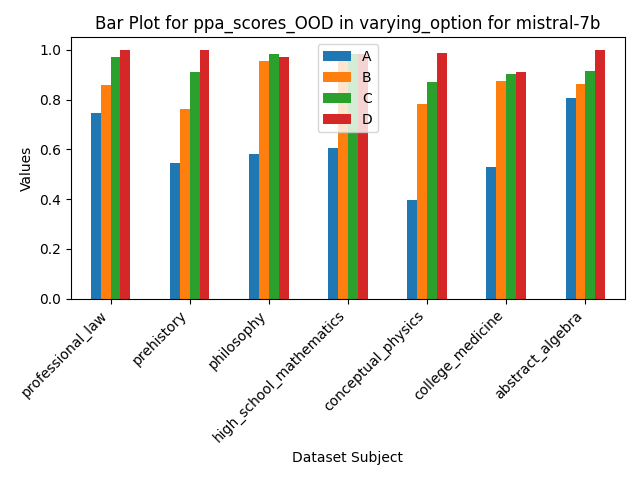 Bar Plot for ppa_scores_OOD in varying_option for mistral-7b
A
B
C
D
Values
1.0
0.8
0.6
0.4
0.2
0.0
professional_law
prehistory
philosophy
high_school_mathematics
conceptual_physics
college_medicine
abstract_algebra
Dataset Subject